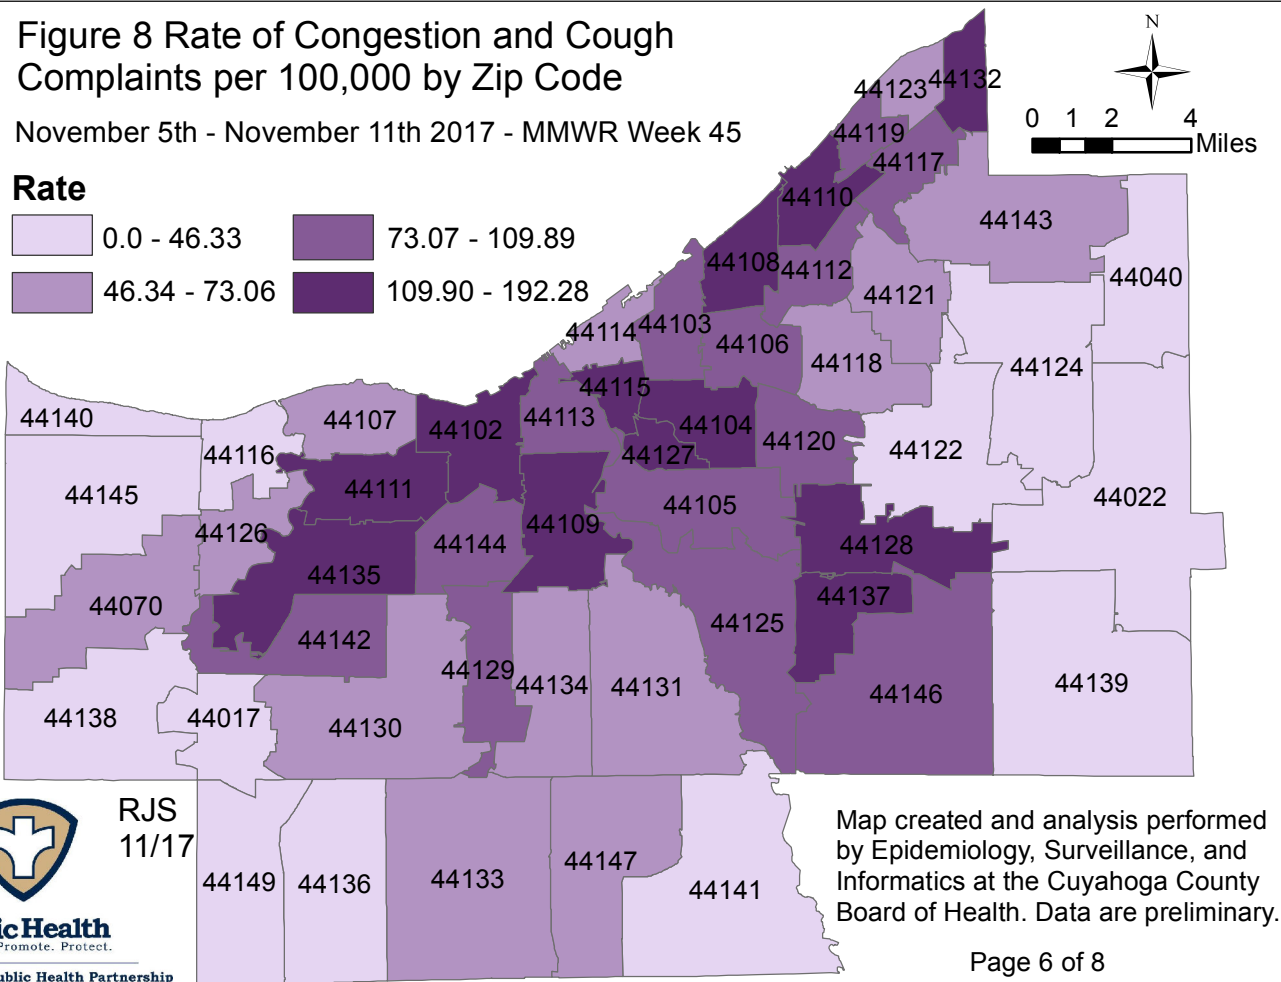 Figure 8 Rate of Congestion and Cough
Complaints per 100,000 by Zip Code
November 5th - November 11th 2017 - MMWR Week 45
Rate
0.0 - 46.33
73.07 - 109.89
46.34 - 73.06
109.90 - 192.28
N
0 1 2 4
Miles
44123
44132
44119
44117
44110
44143
44108
44112
44040
44121
44114
44103
44106
44118
44124
44140
44107
44102
44113
44115
44104
44120
44116
44127
44122
44145
44111
44105
44022
44126
44109
44144
44128
44135
44070
44137
44142
44125
44129
44134
44131
44146
44139
44138
44017
44130
44149
44136
44133
44147
44141
RJS
11/17
ic Health
Promote. Protect.
ublic Health Partnership
Map created and analysis performed
by Epidemiology, Surveillance, and
Informatics at the Cuyahoga County
Board of Health. Data are preliminary.
Page 6 of 8